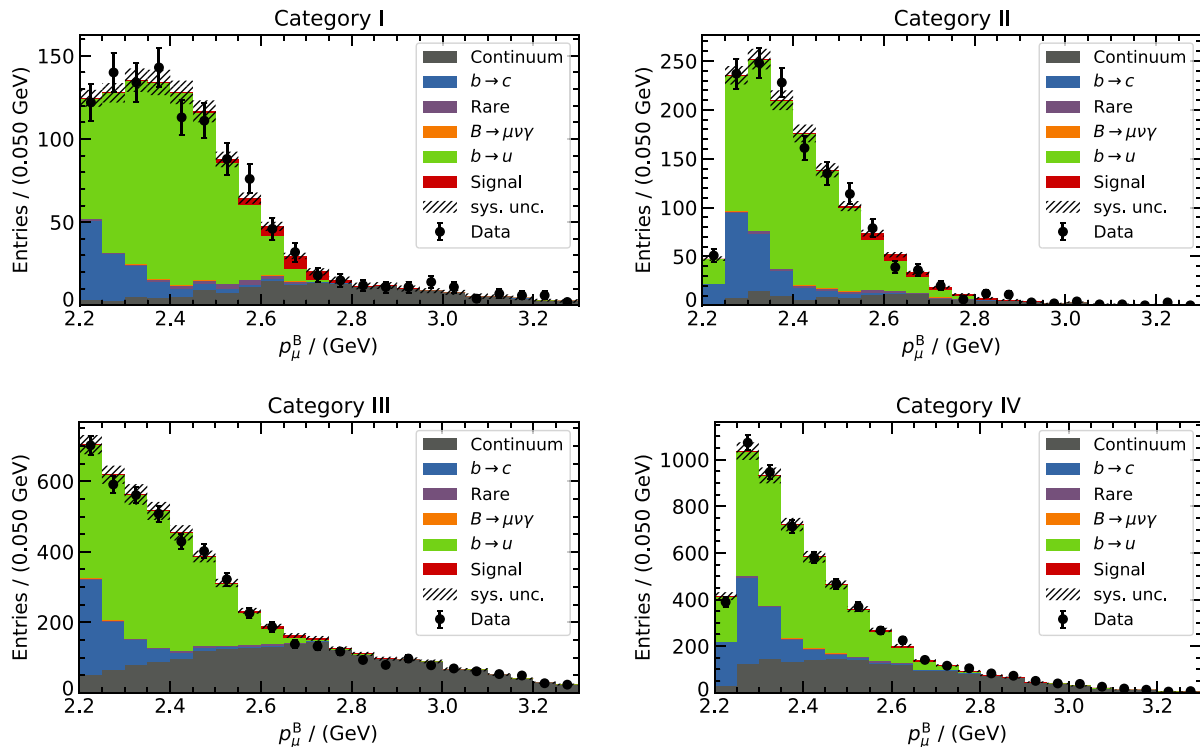 Category I
Entries / (0.050 GeV)
150
100
50
0
Continuum
b → c
Rare
B → μνγ
b → u
Signal
sys. unc.
Data
2.2 2.4 2.6 2.8 3.0 3.2
p_μ^B / (GeV)
Category II
Entries / (0.050 GeV)
250
200
150
100
50
0
Continuum
b → c
Rare
B → μνγ
b → u
Signal
sys. unc.
Data
2.2 2.4 2.6 2.8 3.0 3.2
p_μ^B / (GeV)
Category III
Entries / (0.050 GeV)
600
400
200
0
Continuum
b → c
Rare
B → μνγ
b → u
Signal
sys. unc.
Data
2.2 2.4 2.6 2.8 3.0 3.2
p_μ^B / (GeV)
Category IV
Entries / (0.050 GeV)
1000
800
600
400
200
0
Continuum
b → c
Rare
B → μνγ
b → u
Signal
sys. unc.
Data
2.2 2.4 2.6 2.8 3.0 3.2
p_μ^B / (GeV)